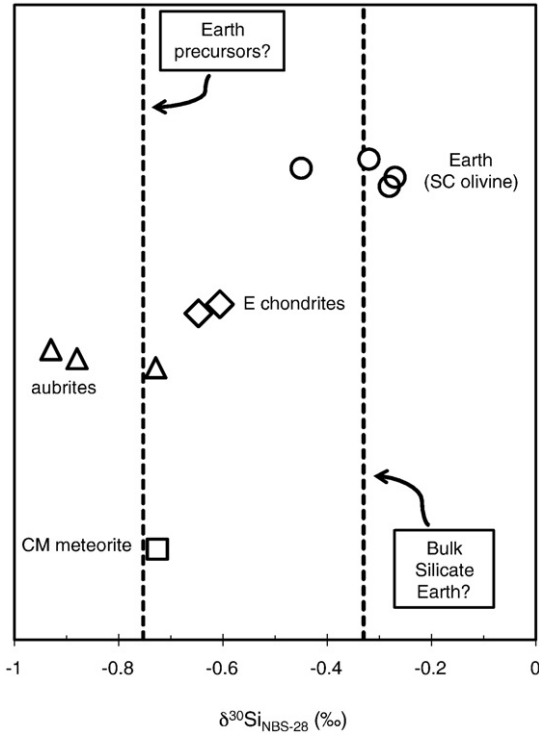 Earth
precursors?
Earth
(SC olivine)
E chondrites
aubrites
CM meteorite
Bulk
Silicate
Earth?
-1 -0.8 -0.6 -0.4 -0.2 0
δ³⁰Si_NBS-28 (‰)